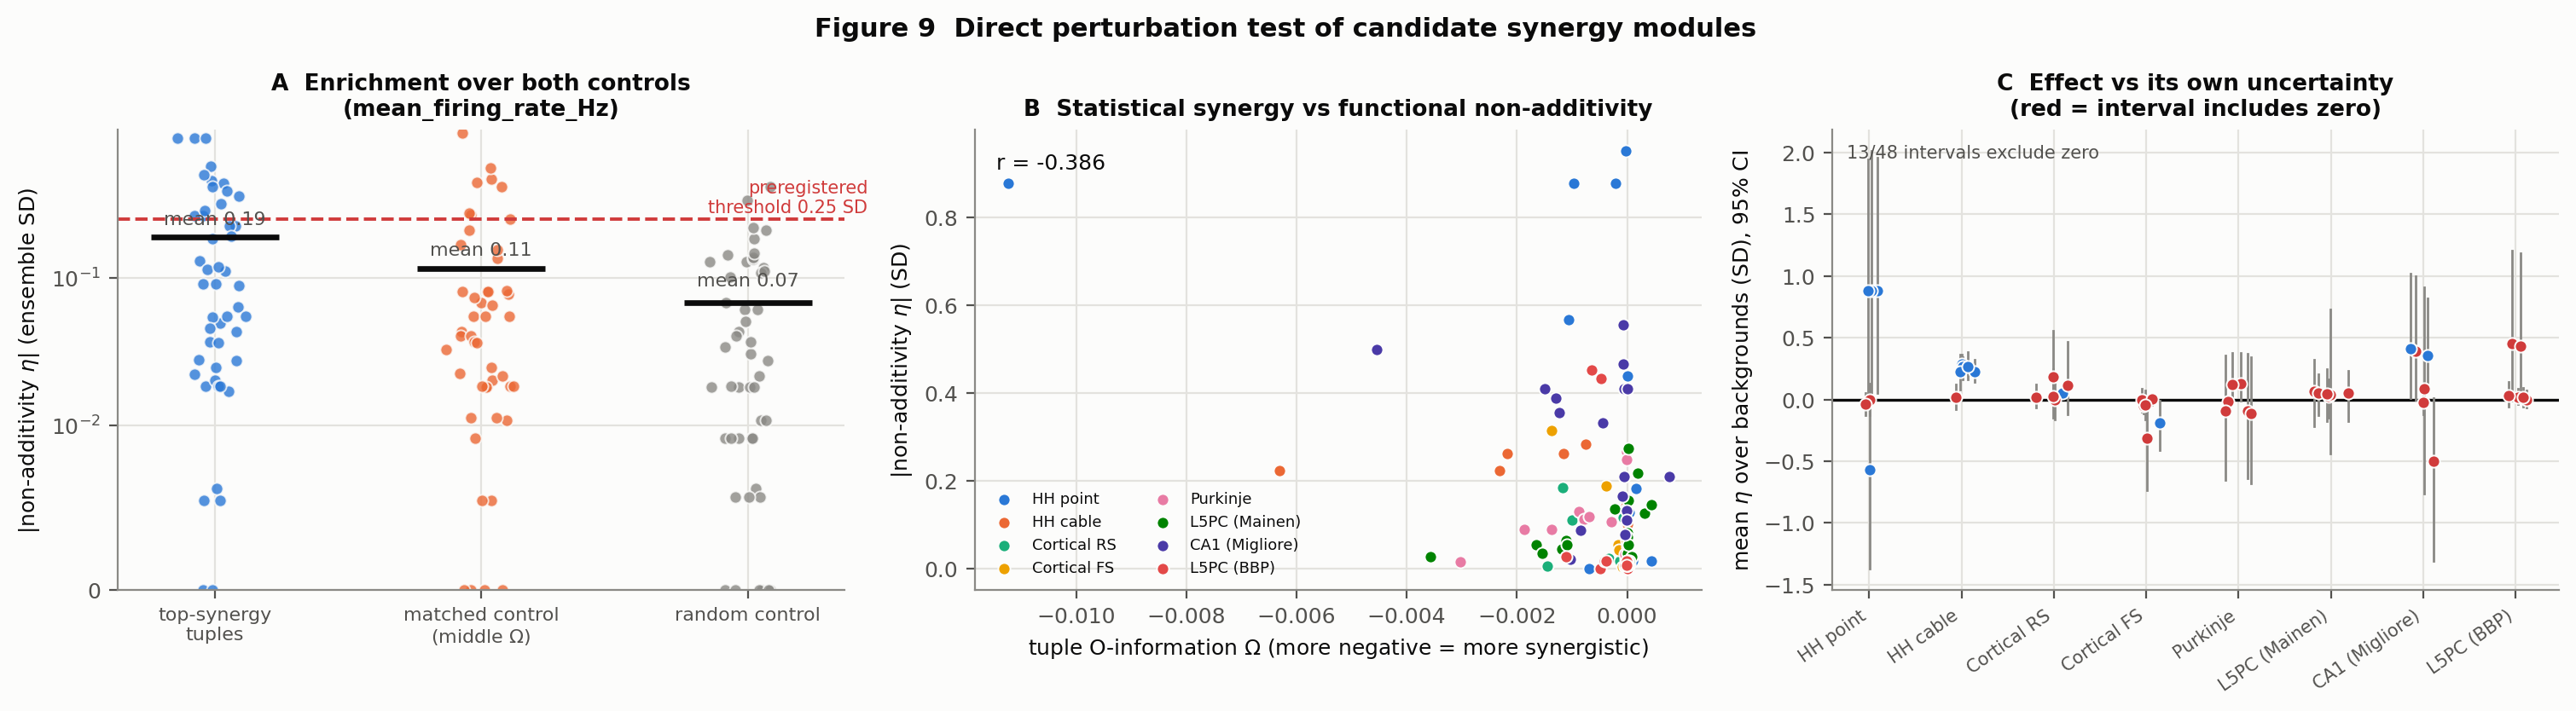 Figure 9  Direct perturbation test of candidate synergy modules
A  Enrichment over both controls
(mean_firing_rate_Hz)
|non-additivity η| (ensemble SD)
10⁻¹
10⁻²
0
preregistered
threshold 0.25 SD
mean 0.19
mean 0.11
mean 0.07
top-synergy
tuples
matched control
(middle Ω)
random control
B  Statistical synergy vs functional non-additivity
|non-additivity η| (SD)
r = -0.386
0.8
0.6
0.4
0.2
0.0
HH point
HH cable
Cortical RS
Cortical FS
Purkinje
L5PC (Mainen)
CA1 (Migliore)
L5PC (BBP)
−0.010
−0.008
−0.006
−0.004
−0.002
0.000
tuple O-information Ω (more negative = more synergistic)
C  Effect vs its own uncertainty
(red = interval includes zero)
mean η over backgrounds (SD), 95% CI
13/48 intervals exclude zero
2.0
1.5
1.0
0.5
0.0
−0.5
−1.0
−1.5
HH point
HH cable
Cortical RS
Cortical FS
Purkinje
L5PC (Mainen)
CA1 (Migliore)
L5PC (BBP)